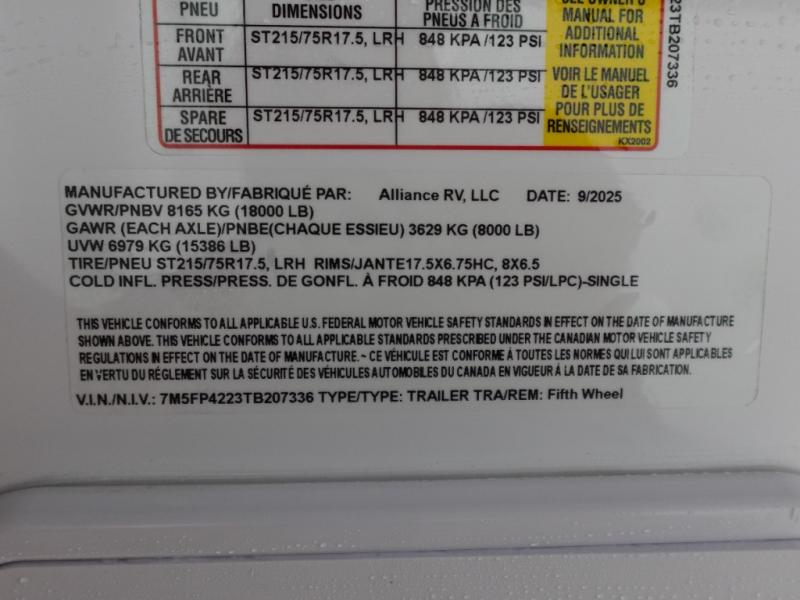 PNEU DIMENSIONS PRESSION DES PNEUS A FROID
SEE OWNER'S MANUAL FOR ADDITIONAL INFORMATION
FRONT AVANT ST215/75R17.5, LRH 848 KPA /123 PSI
REAR ARRIÈRE ST215/75R17.5, LRH 848 KPA /123 PSI
SPARE DE SECOURS ST215/75R17.5, LRH 848 KPA /123 PSI
VOIR LE MANUEL DE L'USAGER POUR PLUS DE RENSEIGNEMENTS
KX2002
23TB207336
MANUFACTURED BY/FABRIQUÉ PAR: Alliance RV, LLC DATE: 9/2025
GVWR/PNBV 8165 KG (18000 LB)
GAWR (EACH AXLE)/PNBE(CHAQUE ESSIEU) 3629 KG (8000 LB)
UVW 6979 KG (15386 LB)
TIRE/PNEU ST215/75R17.5, LRH RIMS/JANTE17.5X6.75HC, 8X6.5
COLD INFL. PRESS/PRESS. DE GONFL. À FROID 848 KPA (123 PSI/LPC)-SINGLE
THIS VEHICLE CONFORMS TO ALL APPLICABLE U.S. FEDERAL MOTOR VEHICLE SAFETY STANDARDS IN EFFECT ON THE DATE OF MANUFACTURE
SHOWN ABOVE. THIS VEHICLE CONFORMS TO ALL APPLICABLE STANDARDS PRESCRIBED UNDER THE CANADIAN MOTOR VEHICLE SAFETY
REGULATIONS IN EFFECT ON THE DATE OF MANUFACTURE. ~ CE VÉHICULE EST CONFORME À TOUTES LES NORMES QUI LUI SONT APPLICABLES
EN VERTU DU RÉGLEMENT SUR LA SÉCURITÉ DES VÉHICULES AUTOMOBILES DU CANADA EN VIGUEUR À LA DATE DE SA FABRICATION.
V.I.N./N.I.V.: 7M5FP4223TB207336 TYPE/TYPE: TRAILER TRA/REM: Fifth Wheel